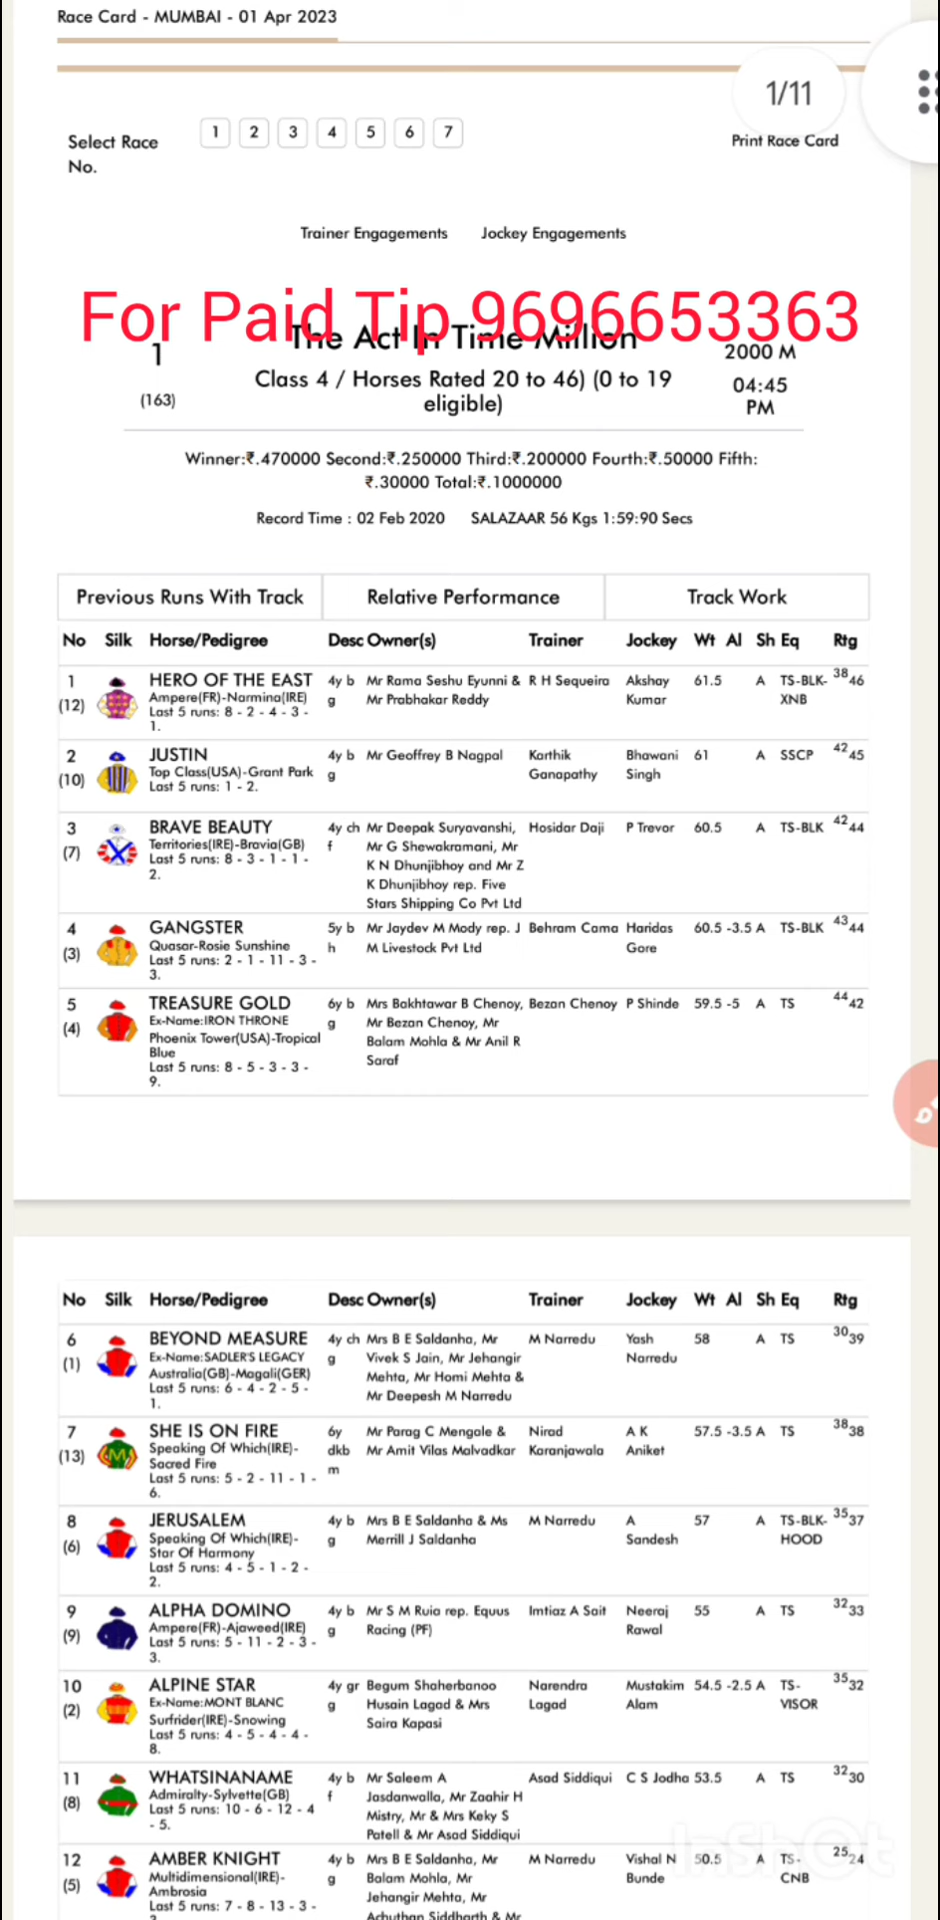 Race Card - MUMBAI - 01 Apr 2023
1/11
Select Race No.
1 2 3 4 5 6 7
Print Race Card
Trainer Engagements Jockey Engagements
For Paid Tip 9696653363
The Act In Time Million
1
2000 M
(163)
Class 4 / Horses Rated 20 to 46) (0 to 19
eligible)
04:45
PM
Winner:₹.470000 Second:₹.250000 Third:₹.200000 Fourth:₹.50000 Fifth:
₹.30000 Total:₹.1000000
Record Time : 02 Feb 2020 SALAZAAR 56 Kgs 1:59:90 Secs
Previous Runs With Track Relative Performance Track Work
No Silk Horse/Pedigree Desc Owner(s) Trainer Jockey Wt Al Sh Eq Rtg
1 HERO OF THE EAST 4y b Mr Rama Seshu Eyunni & R H Sequeira Akshay 61.5 A TS-BLK- 38 46
(12) Ampere(FR)-Narmina(IRE) g Mr Prabhakar Reddy Kumar XNB
Last 5 runs: 8 - 2 - 4 - 3 -
1.
2 JUSTIN 4y b Mr Geoffrey B Nagpal Karthik Bhawani 61 A SSCP 42 45
(10) Top Class(USA)-Grant Park g Ganapathy Singh
Last 5 runs: 1 - 2.
3 BRAVE BEAUTY 4y ch Mr Deepak Suryavanshi, Hosidar Daji P Trevor 60.5 A TS-BLK 42 44
(7) Territories(IRE)-Bravia(GB) f Mr G Shewakramani, Mr
Last 5 runs: 8 - 3 - 1 - 1 - K N Dhunjibhoy and Mr Z
2. K Dhunjibhoy rep. Five
Stars Shipping Co Pvt Ltd
4 GANGSTER 5y b Mr Jaydev M Mody rep. J Behram Cama Haridas 60.5 -3.5 A TS-BLK 43 44
(3) Quasar-Rosie Sunshine h M Livestock Pvt Ltd Gore
Last 5 runs: 2 - 1 - 11 - 3 -
3.
5 TREASURE GOLD 6y b Mrs Bakhtawar B Chenoy, Bezan Chenoy P Shinde 59.5 -5 A TS 44 42
(4) Ex-Name:IRON THRONE g Mr Bezan Chenoy, Mr
Phoenix Tower(USA)-Tropical Balam Mohla & Mr Anil R
Blue Saraf
Last 5 runs: 8 - 5 - 3 - 3 -
9.
No Silk Horse/Pedigree Desc Owner(s) Trainer Jockey Wt Al Sh Eq Rtg
6 BEYOND MEASURE 4y ch Mrs B E Saldanha, Mr M Narredu Yash 58 A TS 30 39
(1) Ex-Name:SADLER'S LEGACY g Vivek S Jain, Mr Jehangir Narredu
Australia(GB)-Magali(GER) Mehta, Mr Homi Mehta &
Last 5 runs: 6 - 4 - 2 - 5 - Mr Deepesh M Narredu
1.
7 SHE IS ON FIRE 6y Mr Parag C Mengale & Nirad A K 57.5 -3.5 A TS 38 38
(13) M Speaking Of Which(IRE)- dkb Mr Amit Vilas Malvadkar Karanjawala Aniket
Sacred Fire m
Last 5 runs: 5 - 2 - 11 - 1 -
6.
8 JERUSALEM 4y b Mrs B E Saldanha & Ms M Narredu A 57 A TS-BLK- 35 37
(6) Speaking Of Which(IRE)- g Merrill J Saldanha Sandesh HOOD
Star Of Harmony
Last 5 runs: 4 - 5 - 1 - 2 -
2.
9 ALPHA DOMINO 4y b Mr S M Ruia rep. Equus Imtiaz A Sait Neeraj 55 A TS 32 33
(9) Ampere(FR)-Ajaweed(IRE) g Racing (PF) Rawal
Last 5 runs: 5 - 11 - 2 - 3 -
3.
10 ALPINE STAR 4y gr Begum Shaherbanoo Narendra Mustakim 54.5 -2.5 A TS- 35 32
(2) Ex-Name:MONT BLANC g Husain Lagad & Mrs Lagad Alam VISOR
Surfrider(IRE)-Snowing Saira Kapasi
Last 5 runs: 4 - 5 - 4 - 4 -
8.
11 WHATSINANAME 4y b Mr Saleem A Asad Siddiqui C S Jodha 53.5 A TS 32 30
(8) Admiralty-Sylvette(GB) f Jasdanwalla, Mr Zaahir H
Last 5 runs: 10 - 6 - 12 - 4 Mistry, Mr & Mrs Keky S
- 5. Patell & Mr Asad Siddiqui
InShOt
12 AMBER KNIGHT 4y b Mrs B E Saldanha, Mr M Narredu Vishal N 50.5 A TS- 25 24
(5) Multidimensional(IRE)- g Balam Mohla, Mr Bunde CNB
Ambrosia Jehangir Mehta, Mr
Last 5 runs: 7 - 8 - 13 - 3 - Achuthan Siddharth & Mr